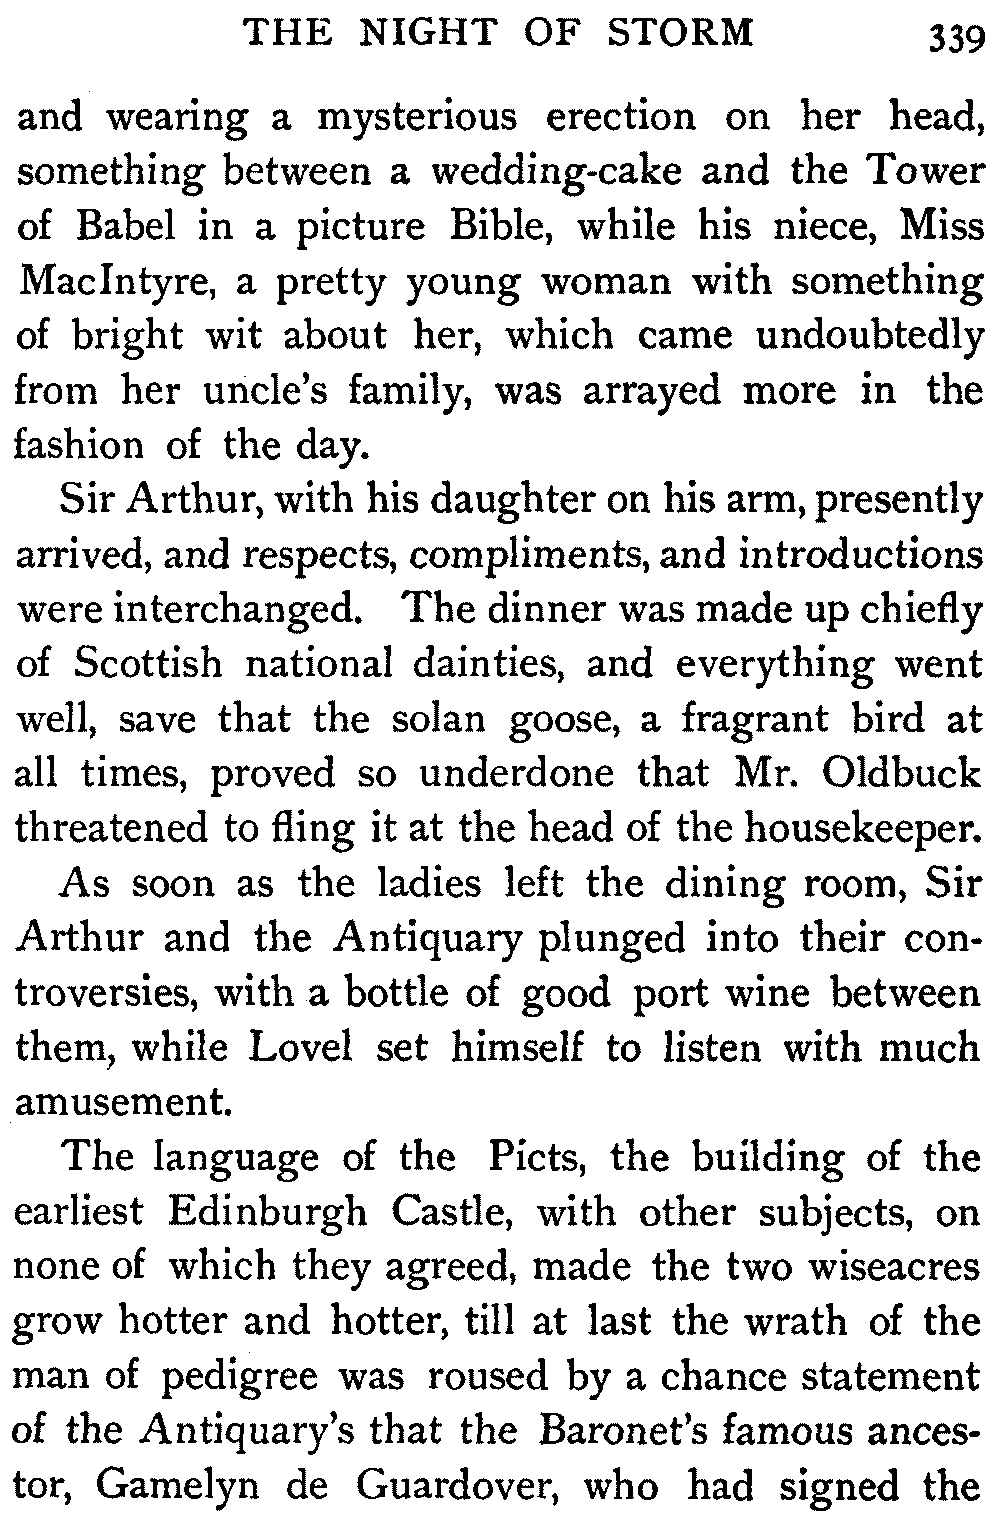 THE NIGHT OF STORM 339
and wearing a mysterious erection on her head,
something between a wedding-cake and the Tower
of Babel in a picture Bible, while his niece, Miss
MacIntyre, a pretty young woman with something
of bright wit about her, which came undoubtedly
from her uncle's family, was arrayed more in the
fashion of the day.
Sir Arthur, with his daughter on his arm, presently
arrived, and respects, compliments, and introductions
were interchanged. The dinner was made up chiefly
of Scottish national dainties, and everything went
well, save that the solan goose, a fragrant bird at
all times, proved so underdone that Mr. Oldbuck
threatened to fling it at the head of the housekeeper.
As soon as the ladies left the dining room, Sir
Arthur and the Antiquary plunged into their con-
troversies, with a bottle of good port wine between
them, while Lovel set himself to listen with much
amusement.
The language of the Picts, the building of the
earliest Edinburgh Castle, with other subjects, on
none of which they agreed, made the two wiseacres
grow hotter and hotter, till at last the wrath of the
man of pedigree was roused by a chance statement
of the Antiquary's that the Baronet's famous ances-
tor, Gamelyn de Guardover, who had signed the